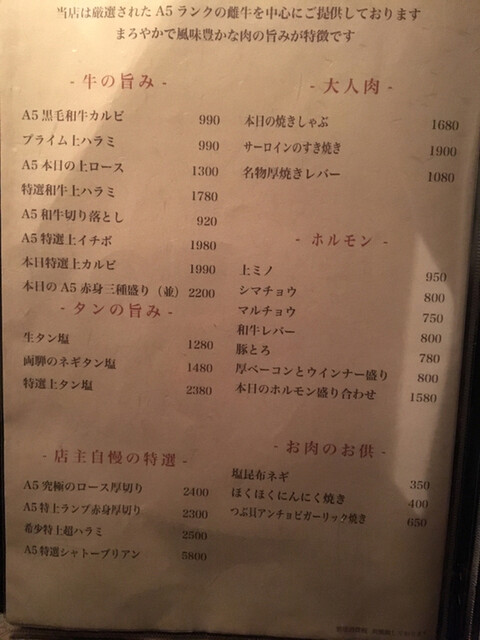 当店は厳選された A5 ランクの雌牛を中心にご提供しております
まろやかで風味豊かな肉の旨みが特徴です
- 牛の旨み -
A5 黒毛和牛カルビ 990
プライム上ハラミ 990
A5 本日の上ロース 1300
特選和牛上ハラミ 1780
A5 和牛切り落とし 920
A5 特選上イチボ 1980
本日特選上カルビ 1990
本日の A5 赤身三種盛り（並） 2200
- タンの旨み -
生タン塩 1280
両騨のネギタン塩 1480
特選上タン塩 2380
- 店主自慢の特選 -
A5 究極のロース厚切り 2400
A5 特上ランプ赤身厚切り 2300
希少特上超ハラミ 2500
A5 特選シャトーブリアン 5800
- 大人肉 -
本日の焼きしゃぶ 1680
サーロインのすき焼き 1900
名物厚焼きレバー 1080
- ホルモン -
上ミノ 950
シマチョウ 800
マルチョウ 750
和牛レバー 800
豚とろ 780
厚ベーコンとウインナー盛り 800
本日のホルモン盛り合わせ 1580
- お肉のお供 -
塩昆布ネギ 350
ほくほくにんにく焼き 400
つぶ貝アンチョビガーリック焼き 650